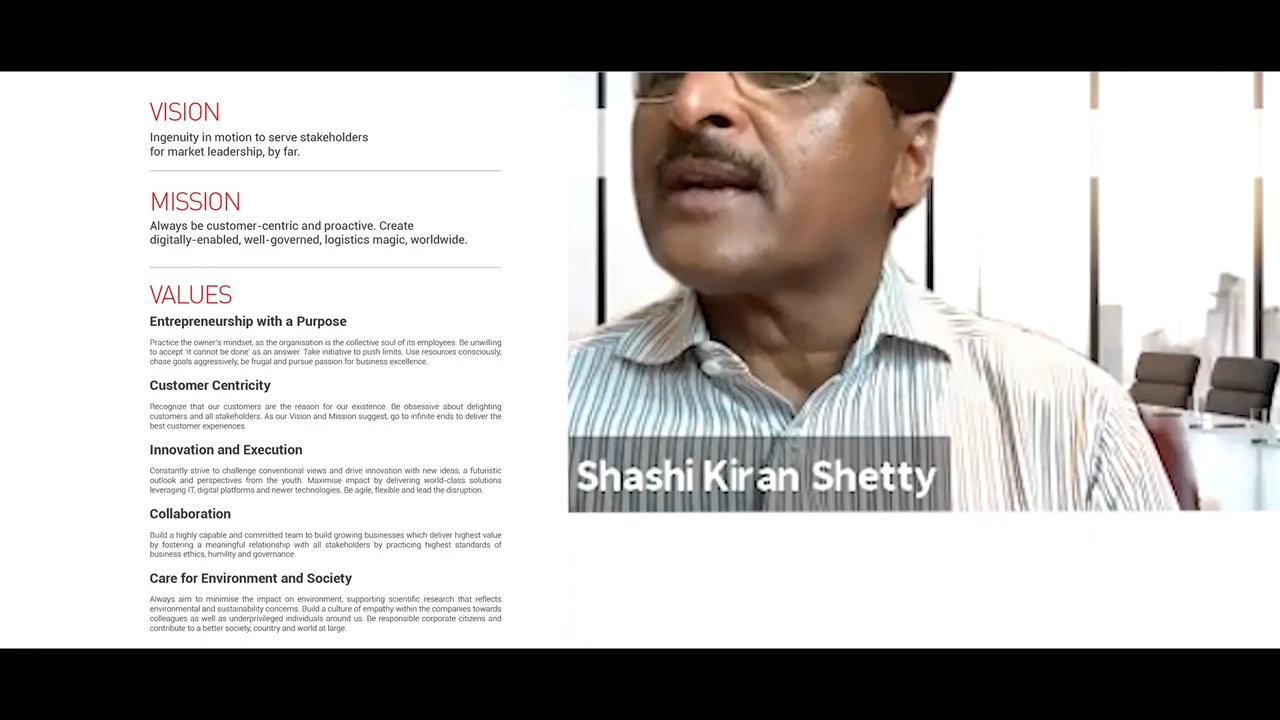 VISION
Ingenuity in motion to serve stakeholders
for market leadership, by far.
MISSION
Always be customer-centric and proactive. Create
digitally-enabled, well-governed, logistics magic, worldwide.
VALUES
Entrepreneurship with a Purpose
Practice the owner's mindset, as the organisation is the collective soul of its employees. Be unwilling
to accept 'it cannot be done' as an answer. Take initiative to push limits. Use resources consciously,
chase goals aggressively, be frugal and pursue passion for business excellence.
Customer Centricity
Recognize that our customers are the reason for our existence. Be obsessive about delighting
customers and all stakeholders. As our Vision and Mission suggest, go to infinite ends to deliver the
best customer experiences.
Innovation and Execution
Constantly strive to challenge conventional views and drive innovation with new ideas, a futuristic
outlook and perspectives from the youth. Maximise impact by delivering world-class solutions
leveraging IT, digital platforms and newer technologies. Be agile, flexible and lead the disruption.
Collaboration
Build a highly capable and committed team to build growing businesses which deliver highest value
by fostering a meaningful relationship with all stakeholders by practicing highest standards of
business ethics, humility and governance.
Care for Environment and Society
Always aim to minimise the impact on environment, supporting scientific research that reflects
environmental and sustainability concerns. Build a culture of empathy within the companies towards
colleagues as well as underprivileged individuals around us. Be responsible corporate citizens and
contribute to a better society, country and world at large.
Shashi Kiran Shetty